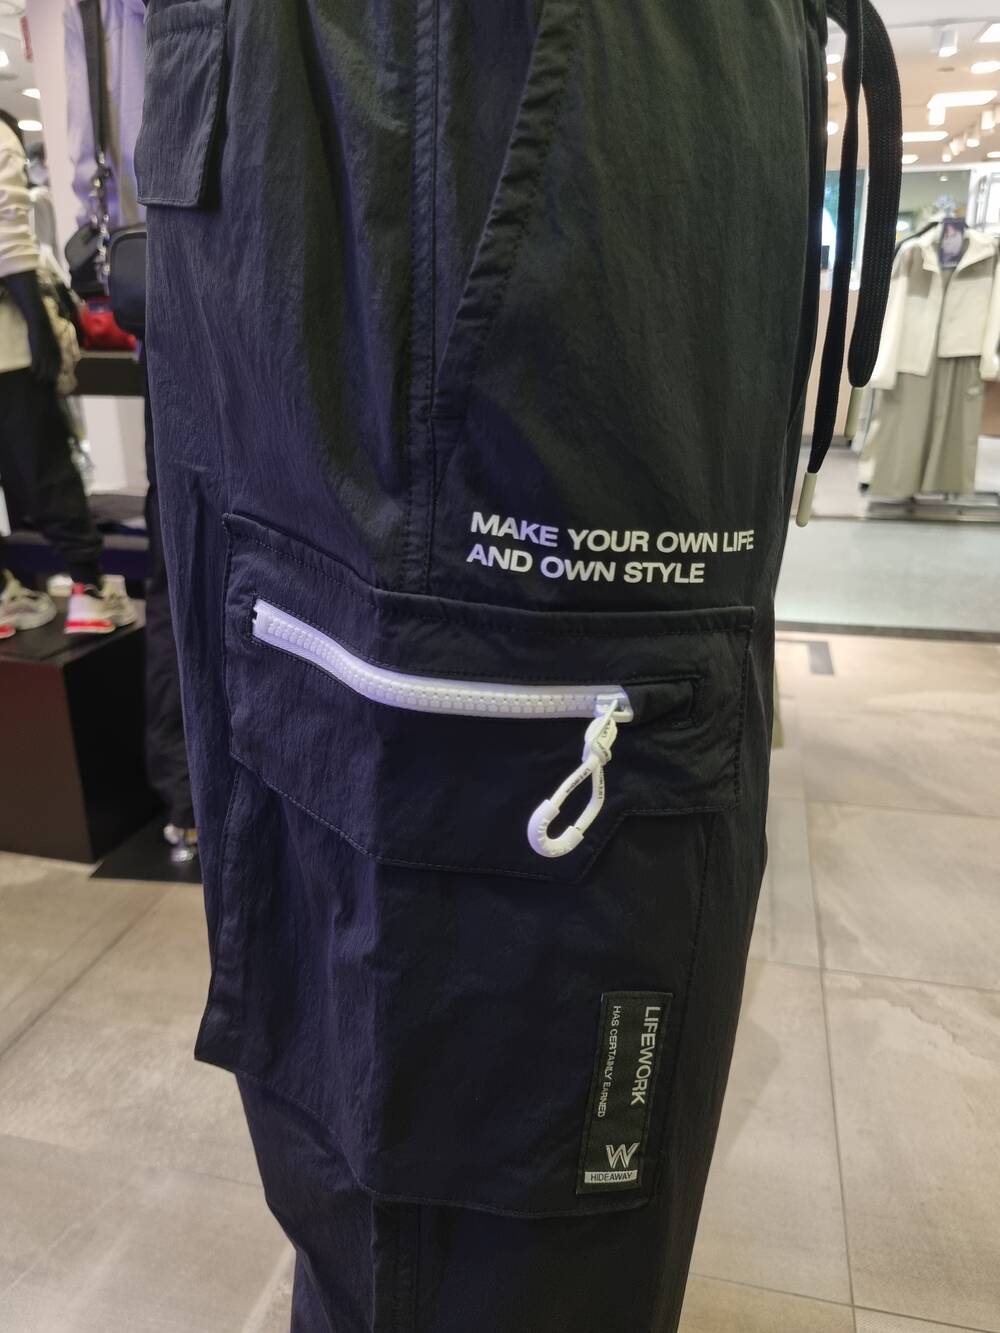 MAKE YOUR OWN LIFE
AND OWN STYLE
LIFEWORK
HAS CERTAINLY EARNED
W
HIDEAWAY